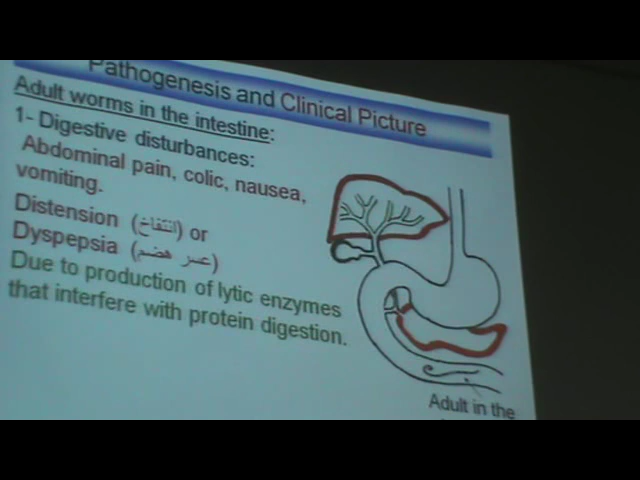 Pathogenesis and Clinical Picture
Adult worms in the intestine:
1- Digestive disturbances:
Abdominal pain, colic, nausea,
vomiting.
Distension (انتفاخ) or
Dyspepsia (عسر هضم)
Due to production of lytic enzymes
that interfere with protein digestion.
Adult in the